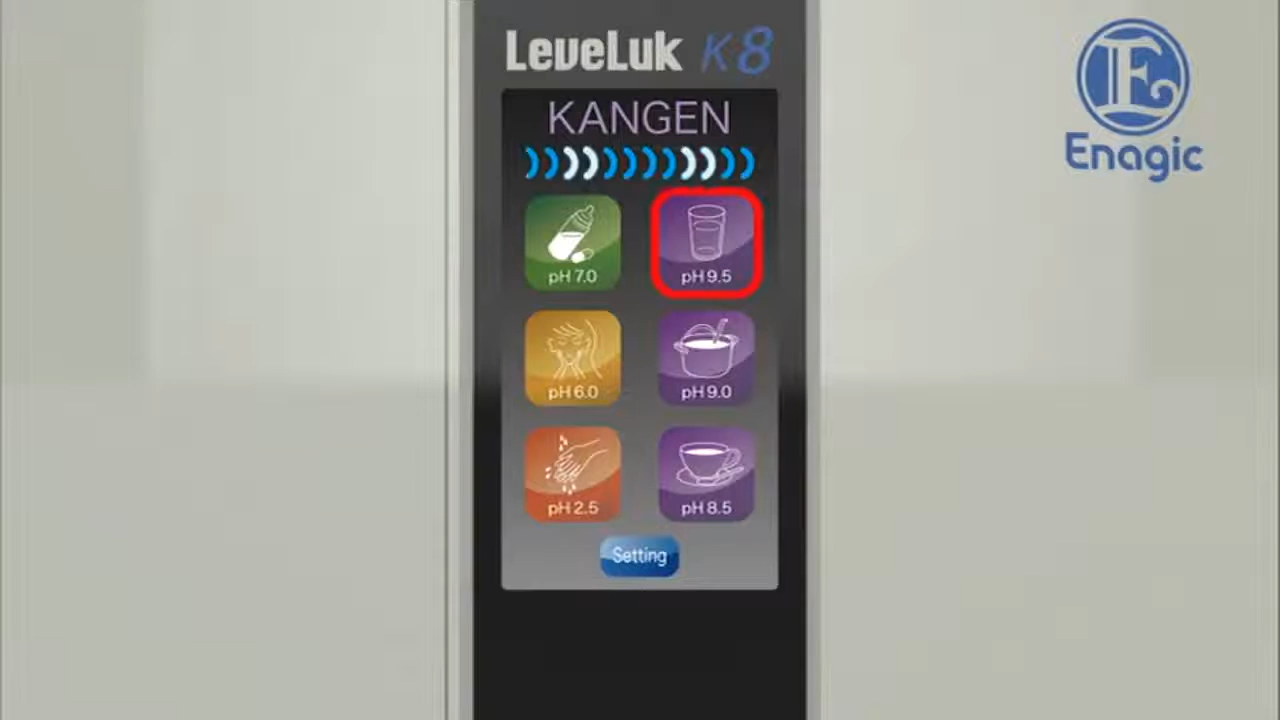 LeveLuk K8
Enagic
KANGEN
pH 7.0
pH 9.5
pH 6.0
pH 9.0
pH 2.5
pH 8.5
Setting